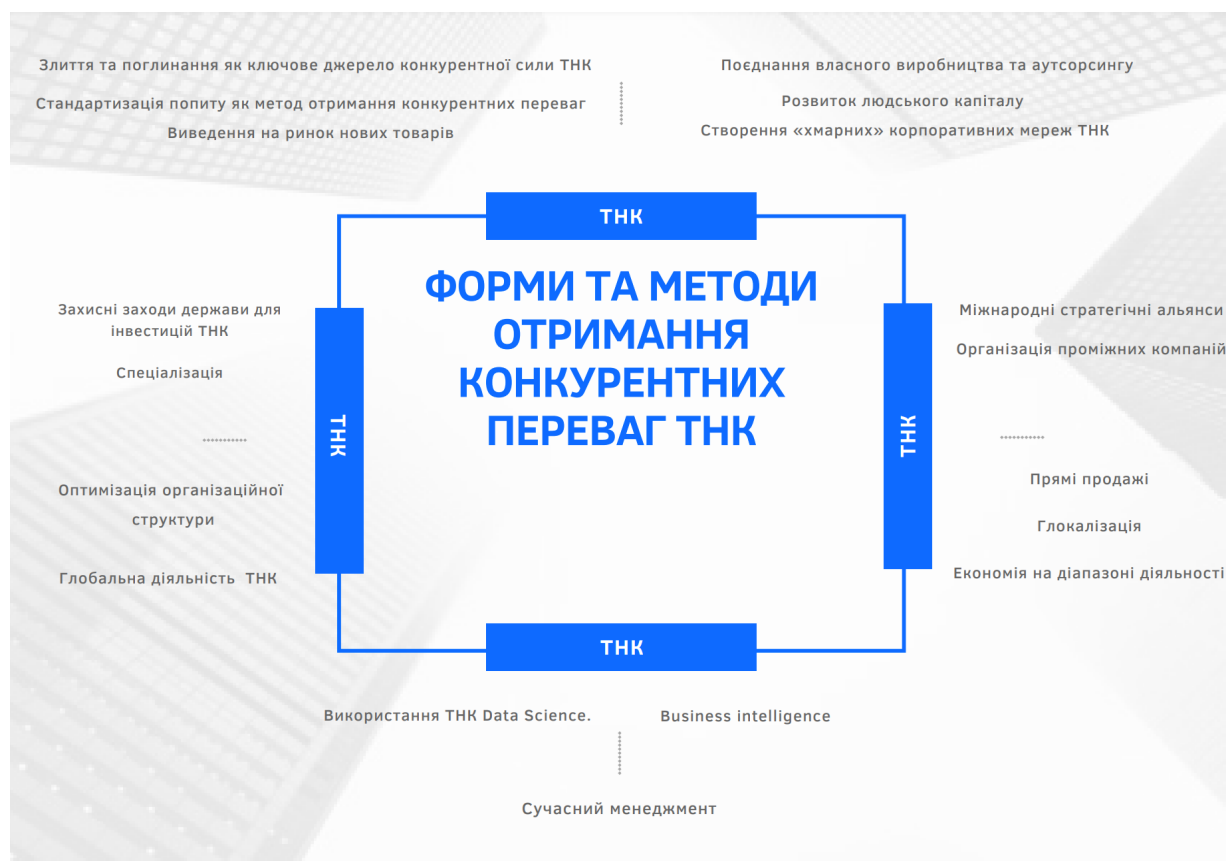 Злиття та поглинання як ключове джерело конкурентної сили ТНК
Стандартизація попиту як метод отримання конкурентних переваг
Виведення на ринок нових товарів
Поєднання власного виробництва та аутсорсингу
Розвиток людського капіталу
Створення «хмарних» корпоративних мереж ТНК
ТНК
ФОРМИ ТА МЕТОДИ
ОТРИМАННЯ
КОНКУРЕНТНИХ
ПЕРЕВАГ ТНК
Захисні заходи держави для
інвестицій ТНК
Спеціалізація
Оптимізація організаційної
структури
Глобальна діяльність ТНК
ТНК
ТНК
Міжнародні стратегічні альянси
Організація проміжних компаній
Прямі продажі
Глокалізація
Економія на діапазоні діяльності
ТНК
Використання ТНК Data Science.
Business intelligence
Сучасний менеджмент